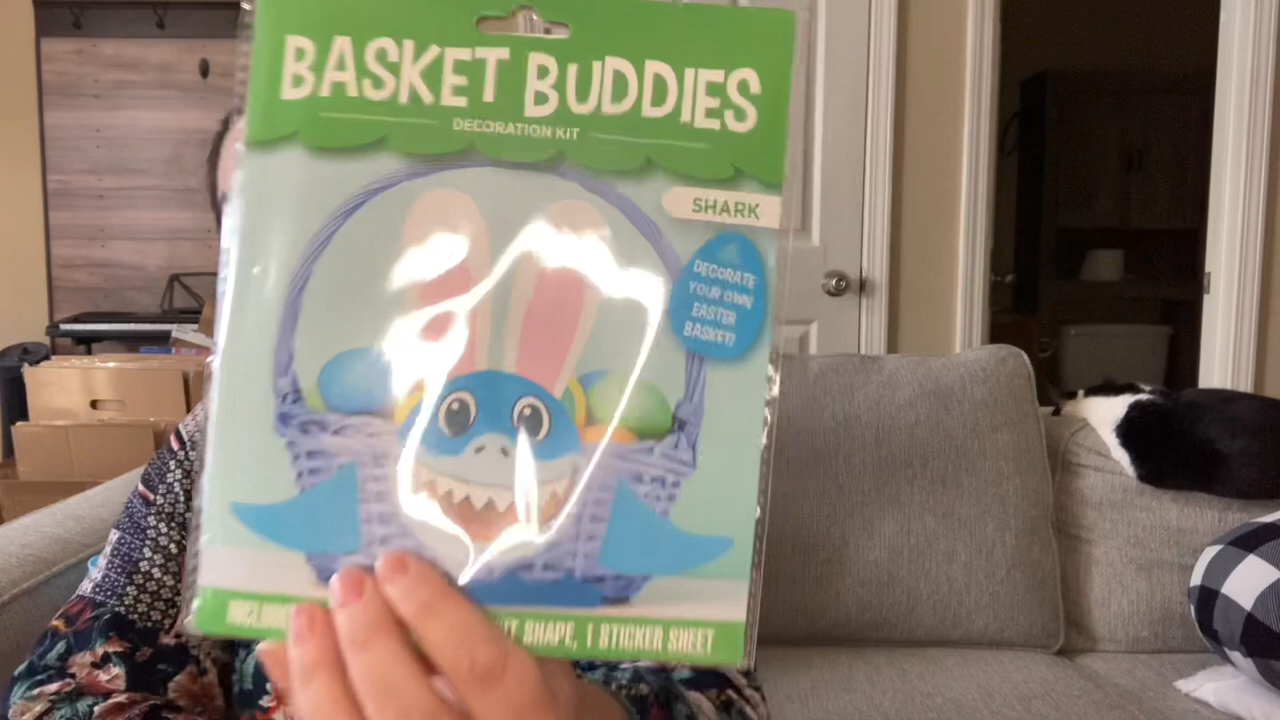 BASKET BUDDIES
DECORATION KIT
SHARK
DECORATE
YOUR OWN
EASTER
BASKET!
SHAPE, 1 STICKER SHEET